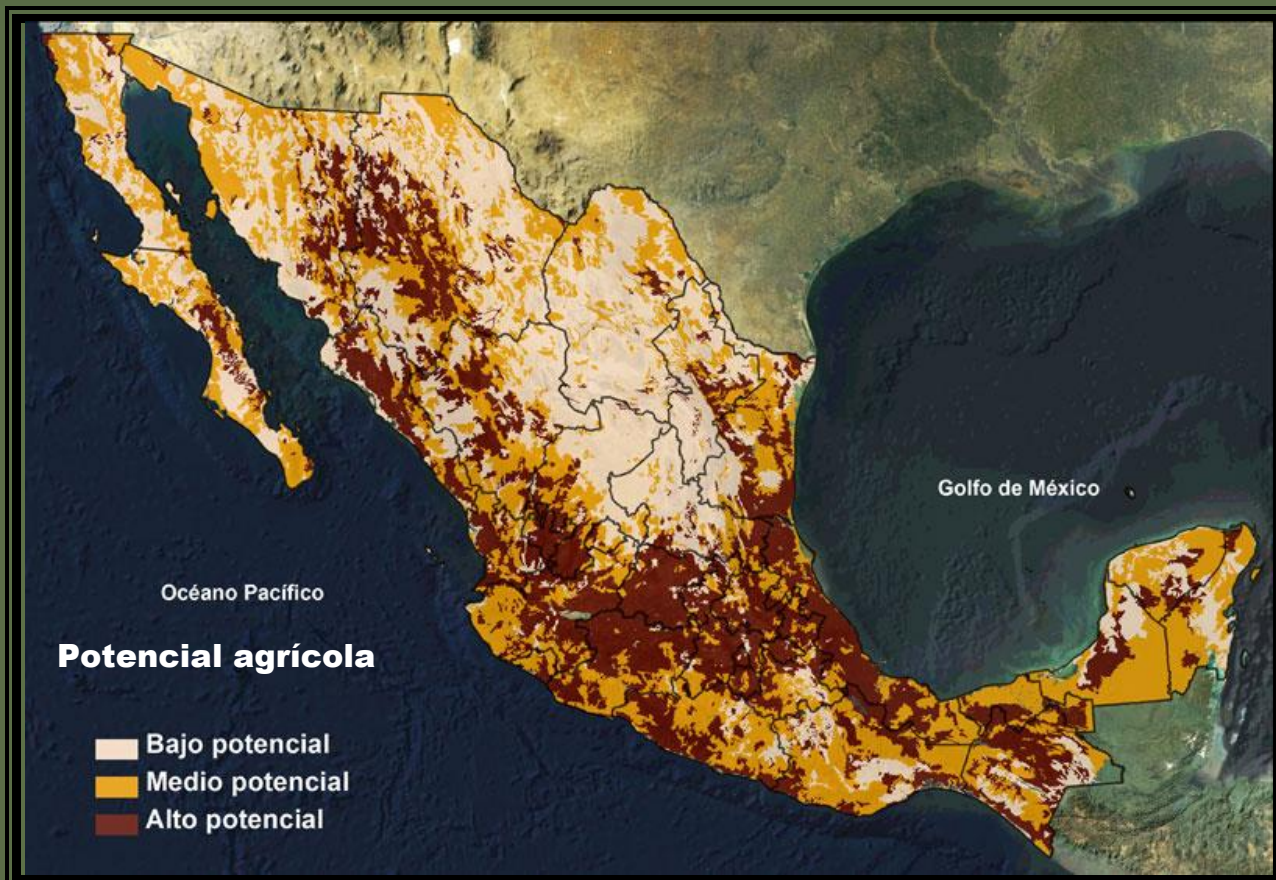 Golfo de México
Océano Pacífico
Potencial agrícola
Bajo potencial
Medio potencial
Alto potencial